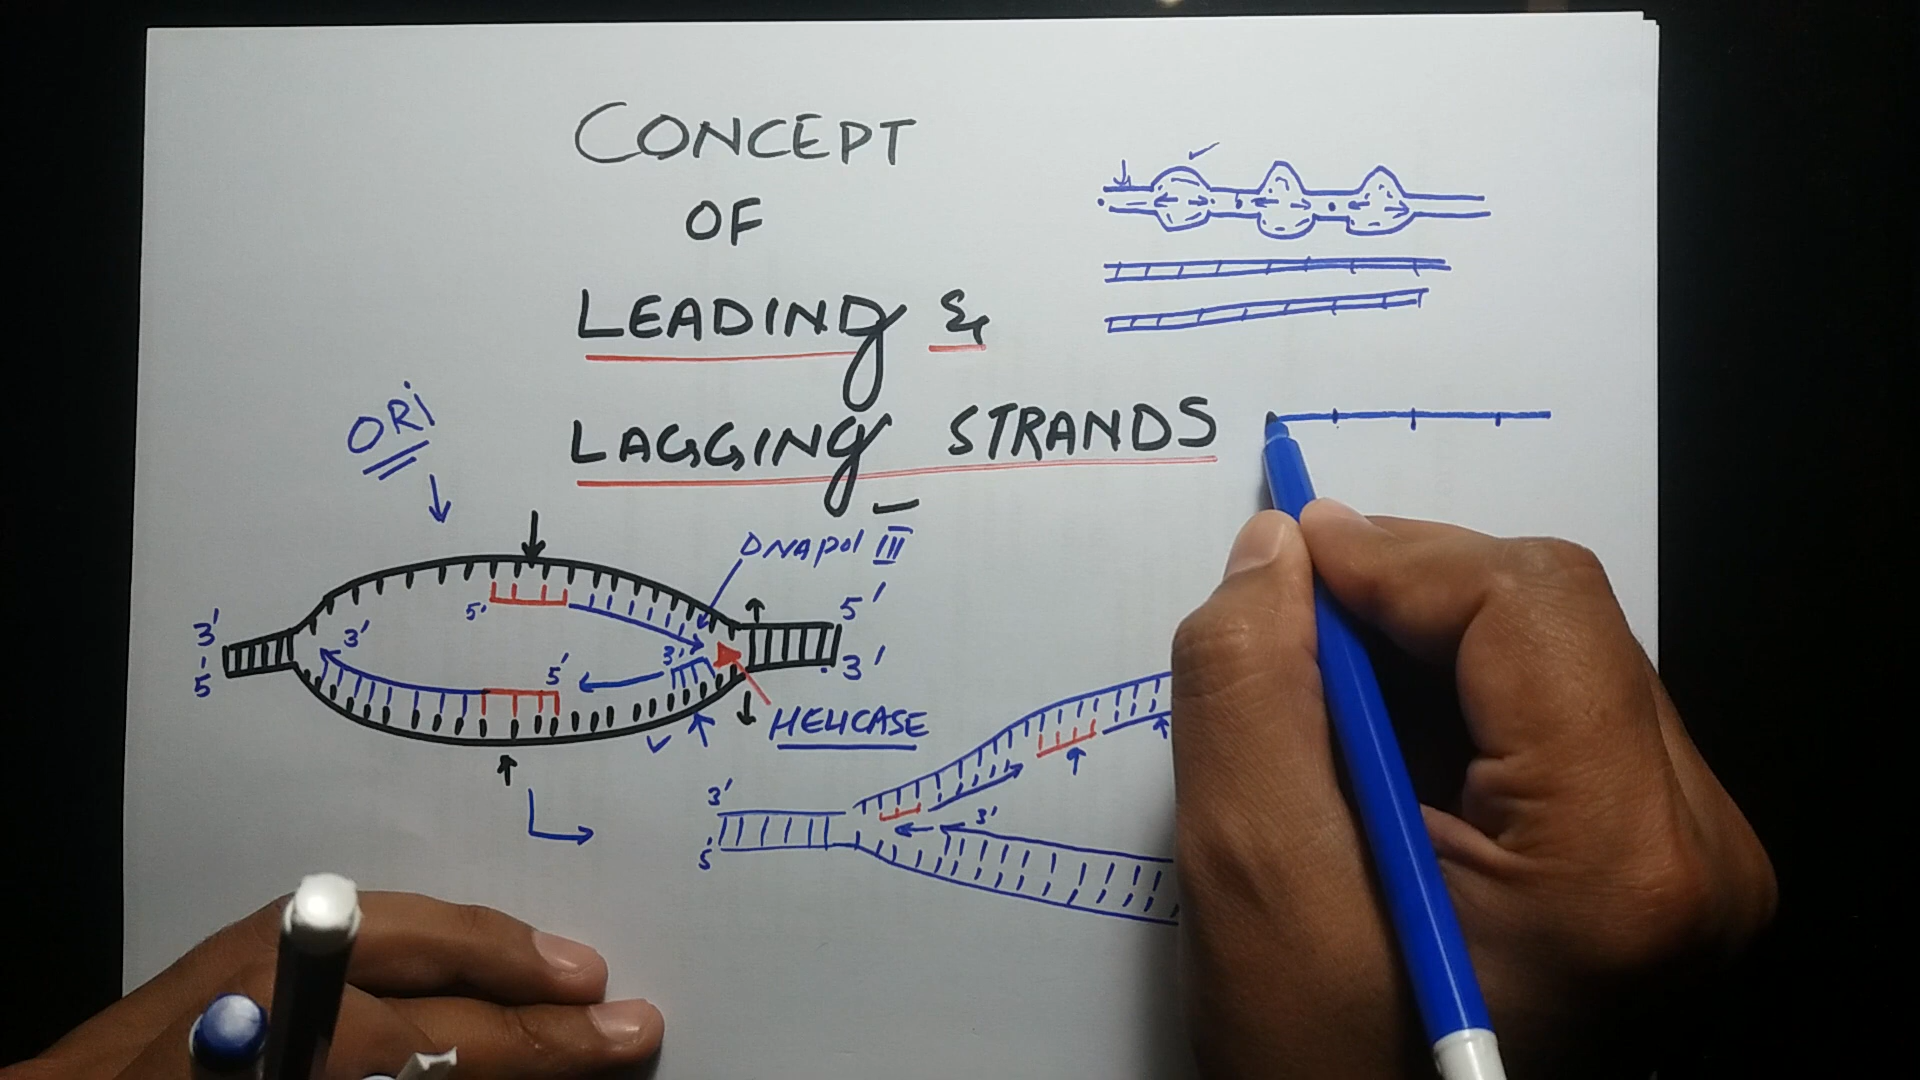 CONCEPT
OF
LEADING &
LAGGING STRANDS
ORi
DNA pol III
5'
3'
5'
3'
3'
5'
3'
5'
3'
HELICASE
3'
3'
5'